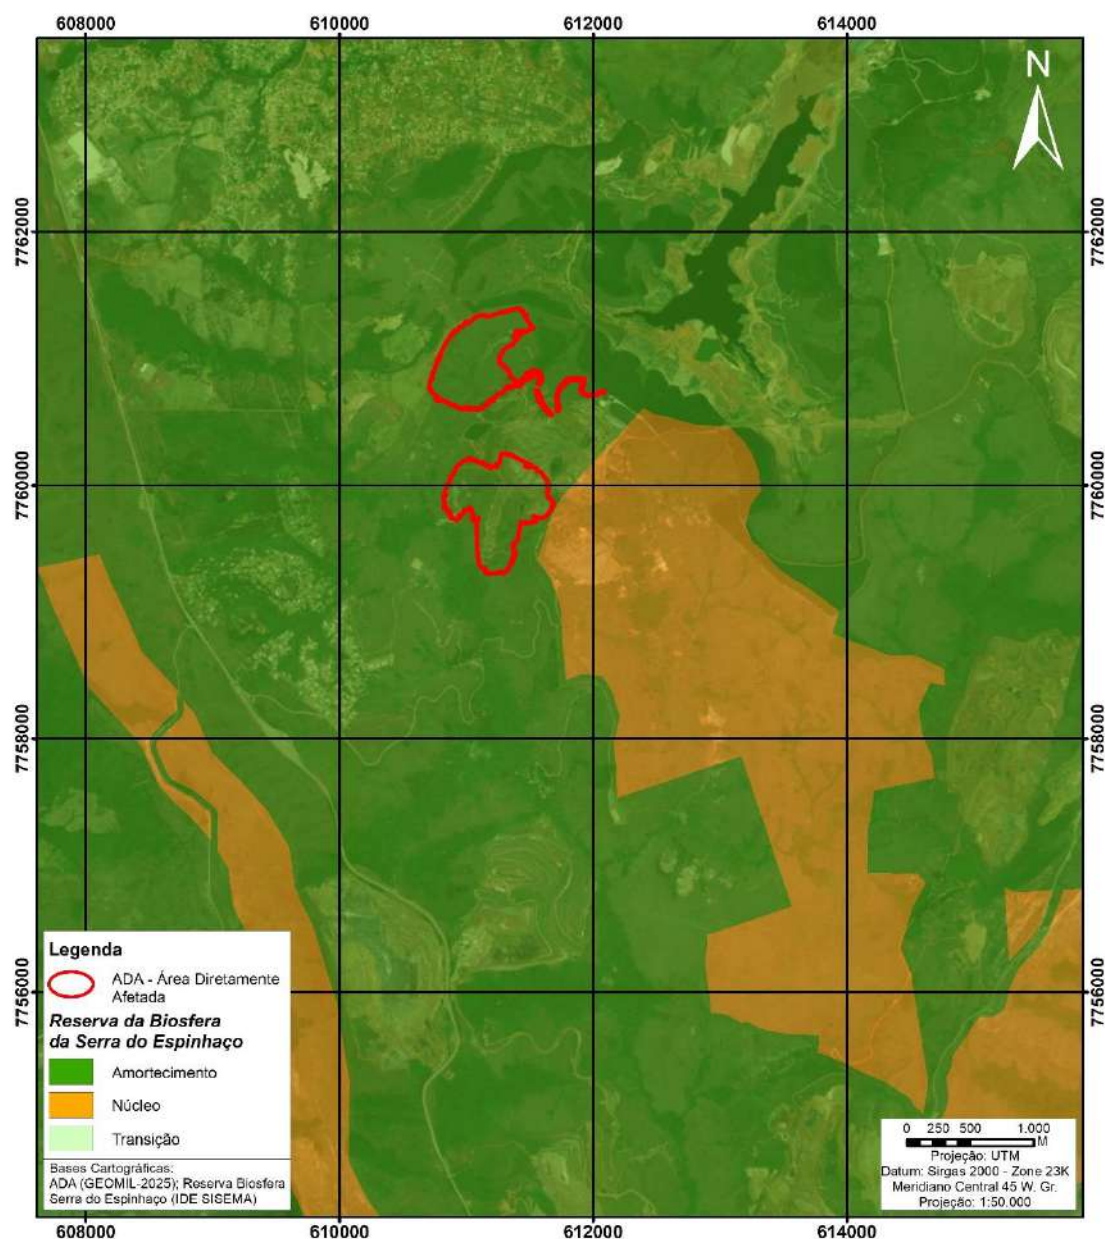 608000 610000 612000 614000
N
7762000 7762000
7760000 7760000
7758000 7758000
7756000 7756000
Legenda
ADA - Área Diretamente
Afetada
Reserva da Biosfera
da Serra do Espinhaço
Amortecimento
Núcleo
Transição
Bases Cartográficas:
ADA (GEOMIL-2025); Reserva Biosfera
Serra do Espinhaço (IDE SISEMA)
0 250 500 1.000
M
Projeção: UTM
Datum: Sirgas 2000 - Zone 23K
Meridiano Central 45 W. Gr.
Projeção: 1:50.000
608000 610000 612000 614000